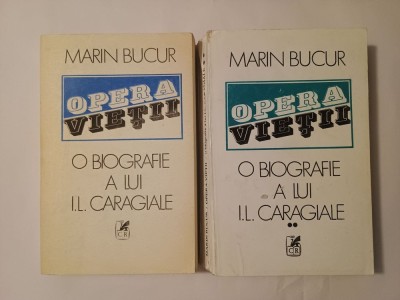 MARIN BUCUR
OPERA
VIEȚII
O BIOGRAFIE
A LUI
I.L. CARAGIALE
CR
MARIN BUCUR
OPERA
VIEȚII
O BIOGRAFIE
A LUI
I.L. CARAGIALE
**
CR